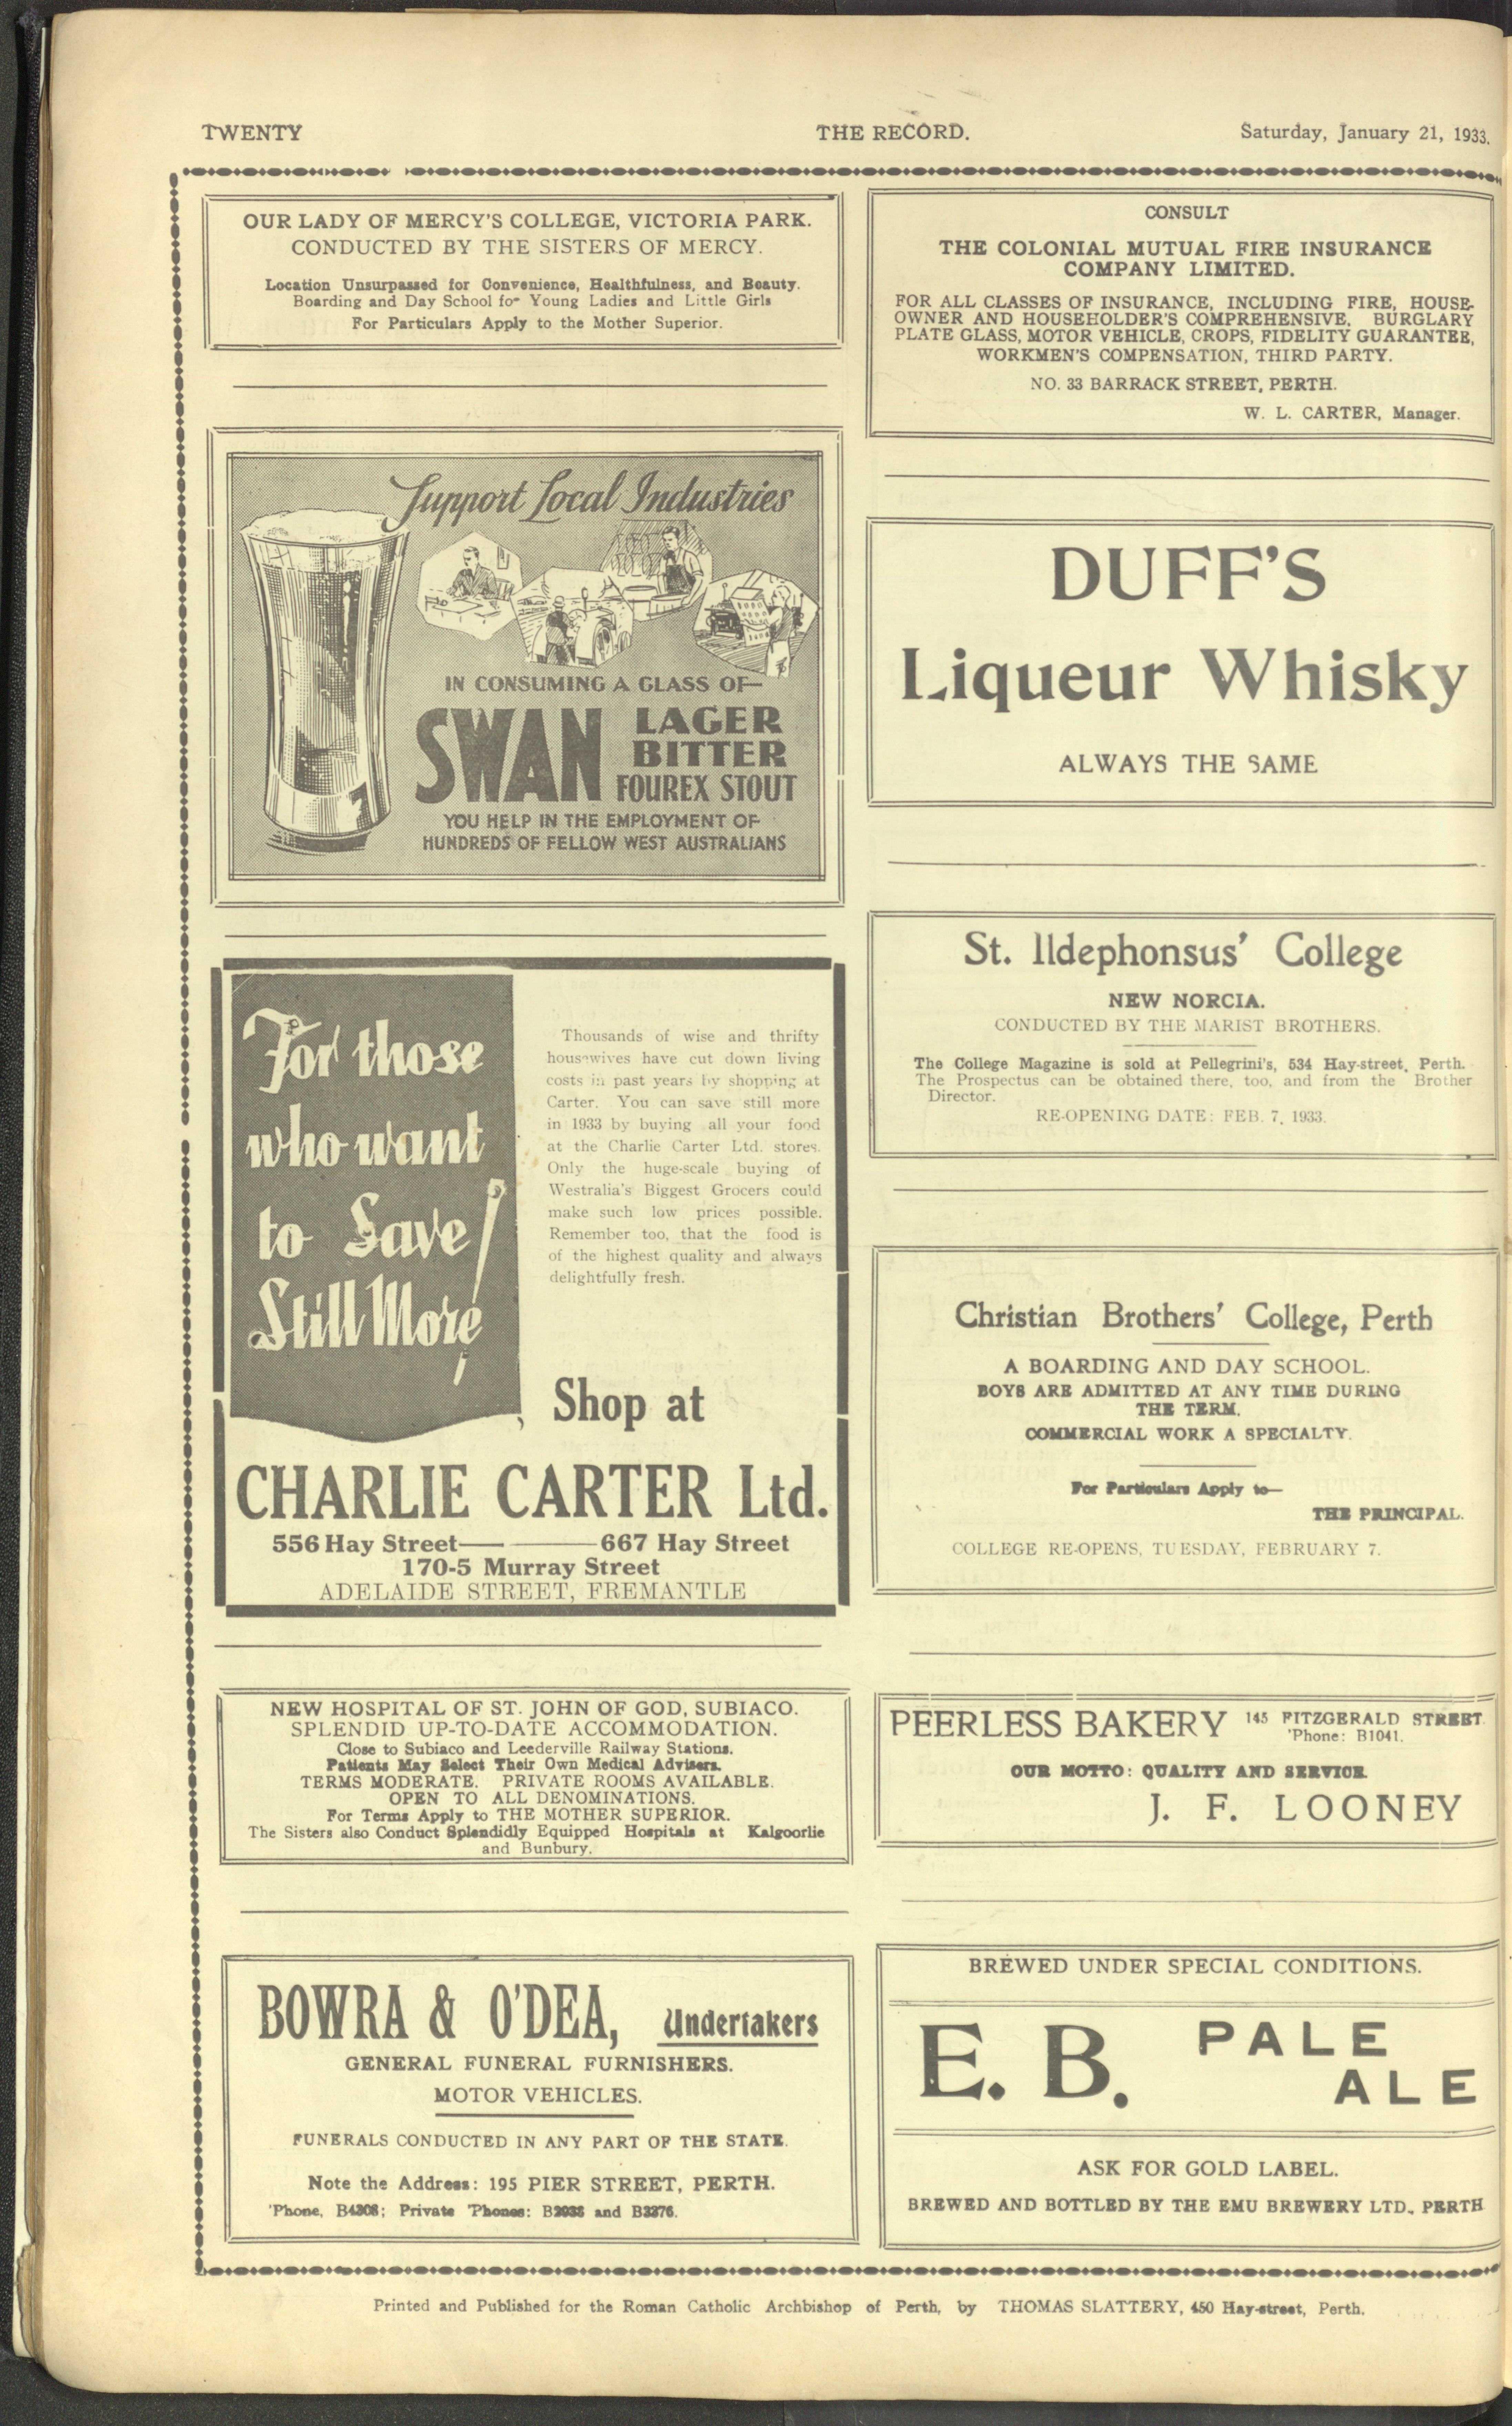 TWENTY
THE RECORD.
Saturday, January 21, 1933.
OUR LADY OF MERCY'S COLLEGE, VICTORIA PARK.
CONDUCTED BY THE SISTERS OF MERCY.
Location Unsurpassed for Convenience, Healthfulness, and Beauty.
Boarding and Day School for Young Ladies and Little Girls
For Particulars Apply to the Mother Superior.
Support Local Industries
IN CONSUMING A GLASS OF—
SWAN
LAGER
BITTER
FOUREX STOUT
YOU HELP IN THE EMPLOYMENT OF
HUNDREDS OF FELLOW WEST AUSTRALIANS
For those
who want
to Save
Still More!
Thousands of wise and thrifty
housewives have cut down living
costs in past years by shopping at
Carter. You can save still more
in 1933 by buying all your food
at the Charlie Carter Ltd. stores.
Only the huge-scale buying of
Westralia's Biggest Grocers could
make such low prices possible.
Remember too, that the food is
of the highest quality and always
delightfully fresh.
Shop at
CHARLIE CARTER Ltd.
556 Hay Street—— ————667 Hay Street
170-5 Murray Street
ADELAIDE STREET, FREMANTLE
NEW HOSPITAL OF ST. JOHN OF GOD, SUBIACO.
SPLENDID UP-TO-DATE ACCOMMODATION.
Close to Subiaco and Leederville Railway Stations.
Patients May Select Their Own Medical Advisers.
TERMS MODERATE. PRIVATE ROOMS AVAILABLE.
OPEN TO ALL DENOMINATIONS.
For Terms Apply to THE MOTHER SUPERIOR.
The Sisters also Conduct Splendidly Equipped Hospitals at Kalgoorlie
and Bunbury.
BOWRA & O'DEA, Undertakers
GENERAL FUNERAL FURNISHERS.
MOTOR VEHICLES.
FUNERALS CONDUCTED IN ANY PART OF THE STATE.
Note the Address: 195 PIER STREET, PERTH.
'Phone, B4308; Private 'Phones: and B3376.
CONSULT
THE COLONIAL MUTUAL FIRE INSURANCE
COMPANY LIMITED.
FOR ALL CLASSES OF INSURANCE, INCLUDING FIRE, HOUSE-
OWNER AND HOUSEHOLDER'S COMPREHENSIVE, BURGLARY
PLATE GLASS, MOTOR VEHICLE, CROPS, FIDELITY GUARANTEE,
WORKMEN'S COMPENSATION, THIRD PARTY.
NO. 33 BARRACK STREET, PERTH.
W. L. CARTER, Manager.
DUFF'S
Liqueur Whisky
ALWAYS THE SAME
St. Ildephonsus' College
NEW NORCIA.
CONDUCTED BY THE MARIST BROTHERS.
The College Magazine is sold at Pellegrini's, 534 Hay-street, Perth.
The Prospectus can be obtained there, too, and from the Brother
Director.
RE-OPENING DATE: FEB. 7, 1933.
Christian Brothers' College, Perth
A BOARDING AND DAY SCHOOL.
BOYS ARE ADMITTED AT ANY TIME DURING
THE TERM.
COMMERCIAL WORK A SPECIALTY.
For Particulars Apply to—
THE PRINCIPAL.
COLLEGE RE-OPENS, TUESDAY, FEBRUARY 7.
PEERLESS BAKERY 145 FITZGERALD STREET.
'Phone: B1041.
OUR MOTTO: QUALITY AND SERVICE.
J. F. LOONEY
BREWED UNDER SPECIAL CONDITIONS.
E. B. PALE
ALE
ASK FOR GOLD LABEL.
BREWED AND BOTTLED BY THE EMU BREWERY LTD., PERTH
Printed and Published for the Roman Catholic Archbishop of Perth, by THOMAS SLATTERY, 450 Hay-street, Perth.